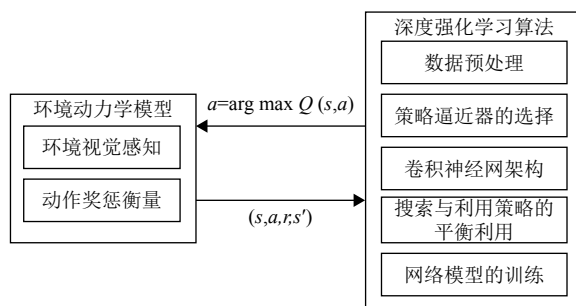 环境动力学模型
环境视觉感知
动作奖惩衡量
a=arg max Q (s,a)
(s,a,r,s′)
深度强化学习算法
数据预处理
策略逼近器的选择
卷积神经网架构
搜索与利用策略的
平衡利用
网络模型的训练